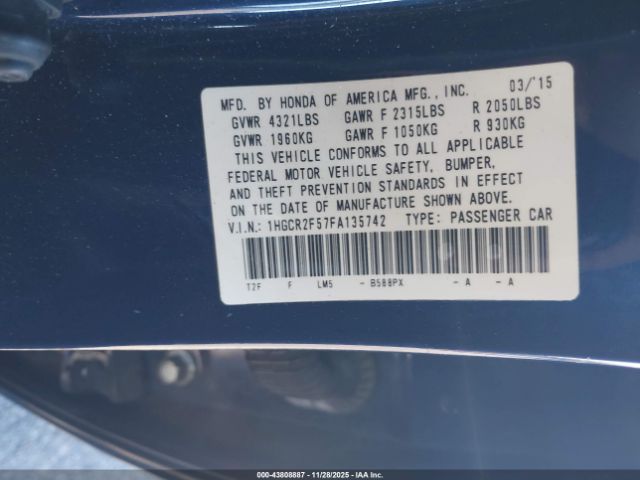 MFD. BY HONDA OF AMERICA MFG., INC. 03/'15
GVWR 4321LBS GAWR F 2315LBS R 2050LBS
GVWR 1960KG GAWR F 1050KG R 930KG
THIS VEHICLE CONFORMS TO ALL APPLICABLE
FEDERAL MOTOR VEHICLE SAFETY, BUMPER,
AND THEFT PREVENTION STANDARDS IN EFFECT
ON THE DATE OF MANUFACTURE SHOWN ABOVE.
V.I.N.: 1HGCR2F57FA135742 TYPE: PASSENGER CAR
T2F F LM5 - B588PX - A - A
000-43808887 | 11/28/2025 | IAA Inc.